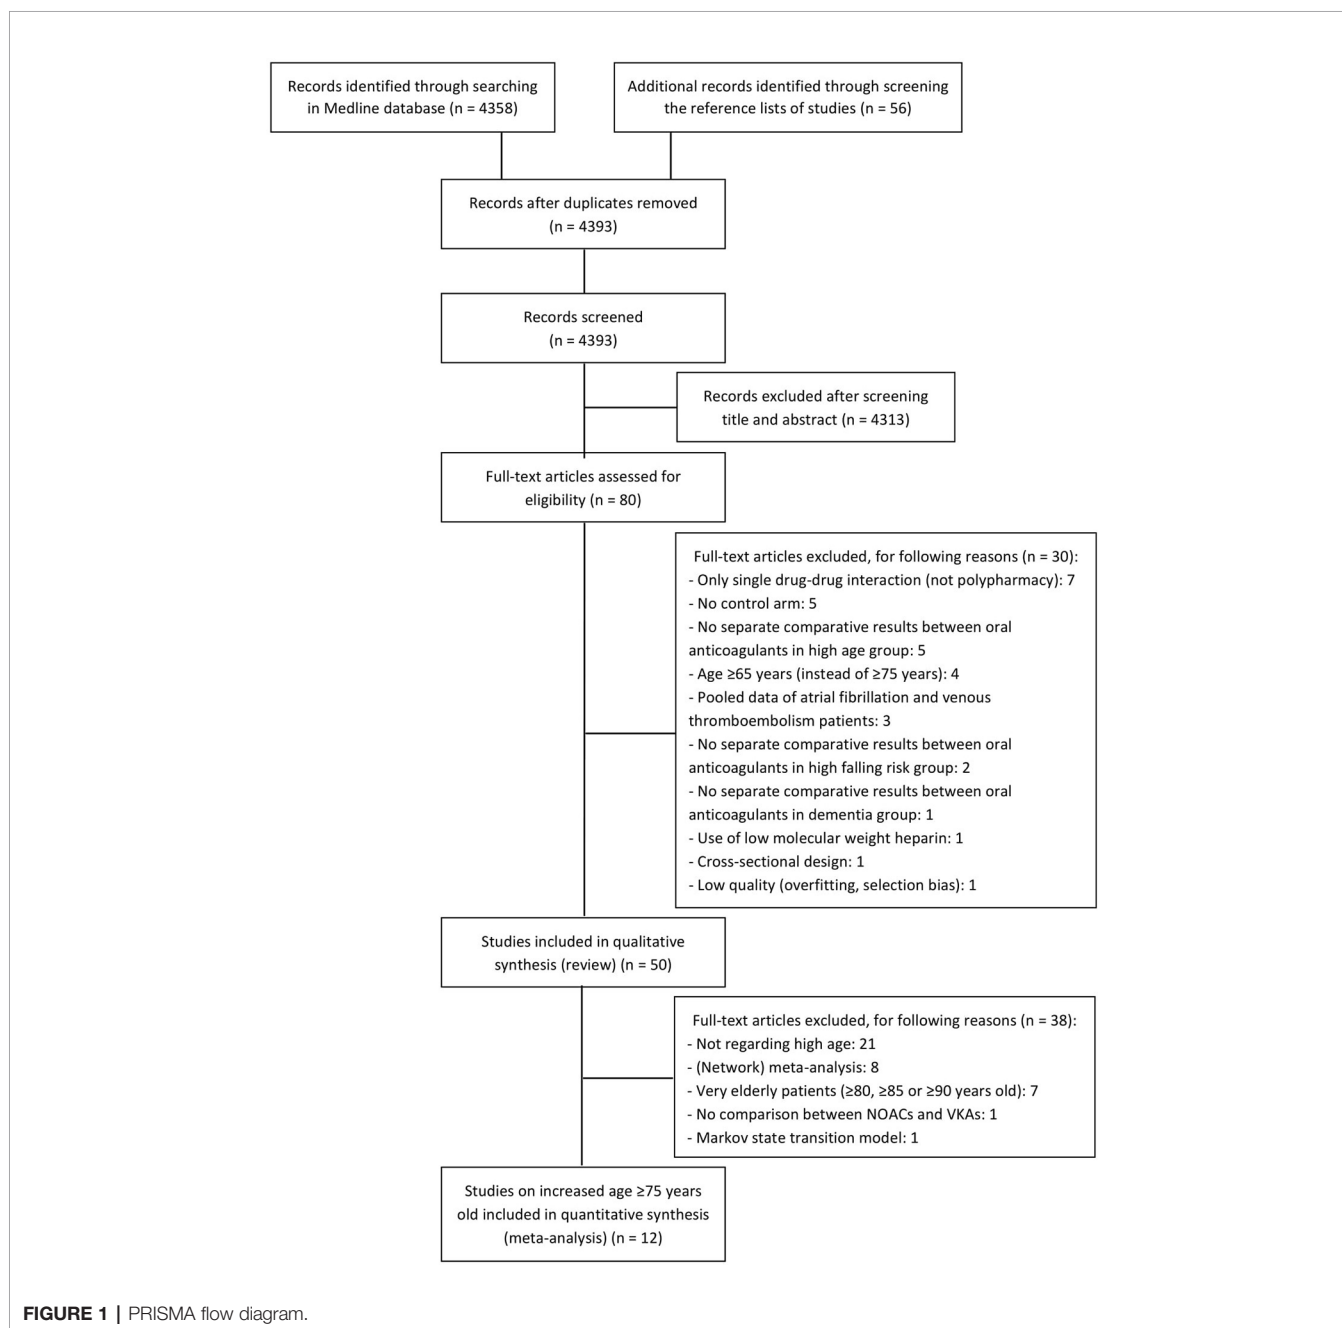 Records identified through searching
in Medline database (n = 4358)
Additional records identified through screening
the reference lists of studies (n = 56)
Records after duplicates removed
(n = 4393)
Records screened
(n = 4393)
Records excluded after screening
title and abstract (n = 4313)
Full-text articles assessed for
eligibility (n = 80)
Full-text articles excluded, for following reasons (n = 30):
- Only single drug-drug interaction (not polypharmacy): 7
- No control arm: 5
- No separate comparative results between oral
anticoagulants in high age group: 5
- Age ≥65 years (instead of ≥75 years): 4
- Pooled data of atrial fibrillation and venous
thromboembolism patients: 3
- No separate comparative results between oral
anticoagulants in high falling risk group: 2
- No separate comparative results between oral
anticoagulants in dementia group: 1
- Use of low molecular weight heparin: 1
- Cross-sectional design: 1
- Low quality (overfitting, selection bias): 1
Studies included in qualitative
synthesis (review) (n = 50)
Full-text articles excluded, for following reasons (n = 38):
- Not regarding high age: 21
- (Network) meta-analysis: 8
- Very elderly patients (≥80, ≥85 or ≥90 years old): 7
- No comparison between NOACs and VKAs: 1
- Markov state transition model: 1
Studies on increased age ≥75 years
old included in quantitative synthesis
(meta-analysis) (n = 12)
FIGURE 1 | PRISMA flow diagram.